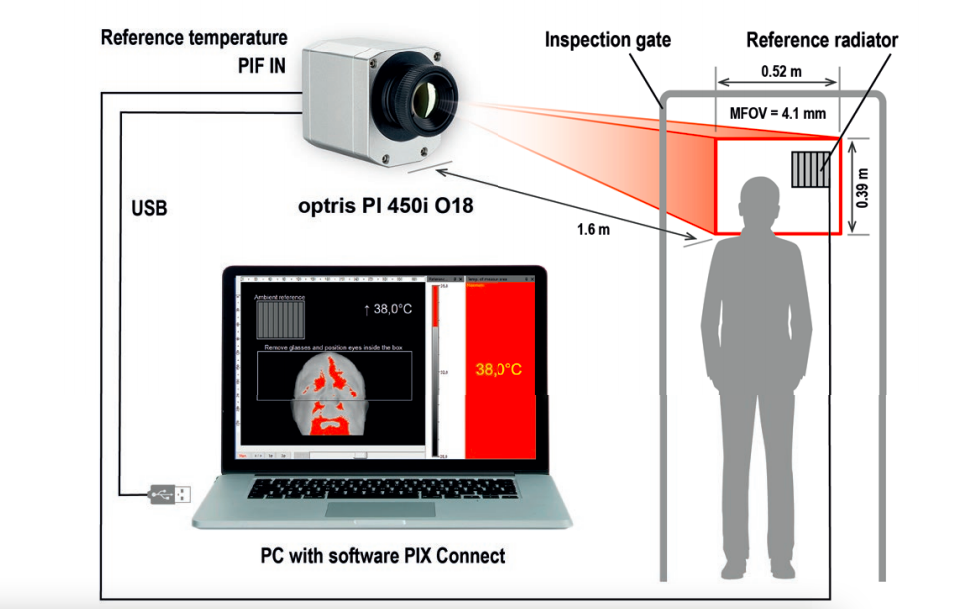 Reference temperature
PIF IN
Inspection gate
Reference radiator
0.52 m
MFOV = 4.1 mm
0.39 m
USB
optris PI 450i O18
1.6 m
Ambient reference
↑ 38,0°C
Remove glasses and position eyes inside the box
38,0°C
PC with software PIX Connect